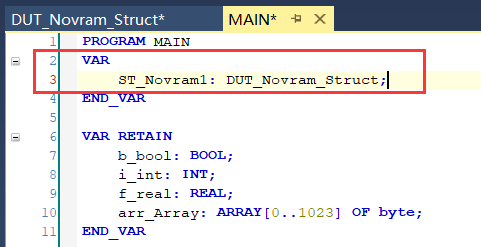 DUT_Novram_Struct* MAIN*
1 PROGRAM MAIN
2 VAR
3 ST_Novram1: DUT_Novram_Struct;
4 END_VAR
5
6 VAR RETAIN
7 b_bool: BOOL;
8 i_int: INT;
9 f_real: REAL;
10 arr_Array: ARRAY[0..1023] OF byte;
11 END_VAR